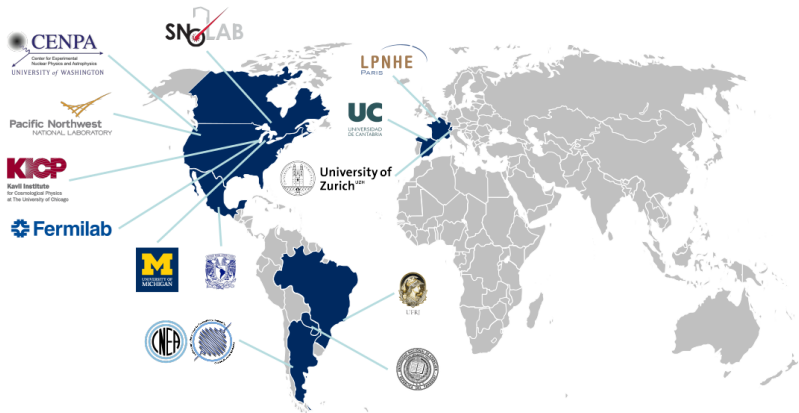 CENPA
Center for Experimental
Nuclear Physics and Astrophysics
UNIVERSITY of WASHINGTON
SNOLAB
LPNHE
PARIS
Pacific Northwest
NATIONAL LABORATORY
UC
UNIVERSIDAD
DE CANTABRIA
KICP
Kavli Institute
for Cosmological Physics
at The University of Chicago
University of
Zurich UZH
Fermilab
M
UNIVERSITY OF
MICHIGAN
UFRJ
CNEA